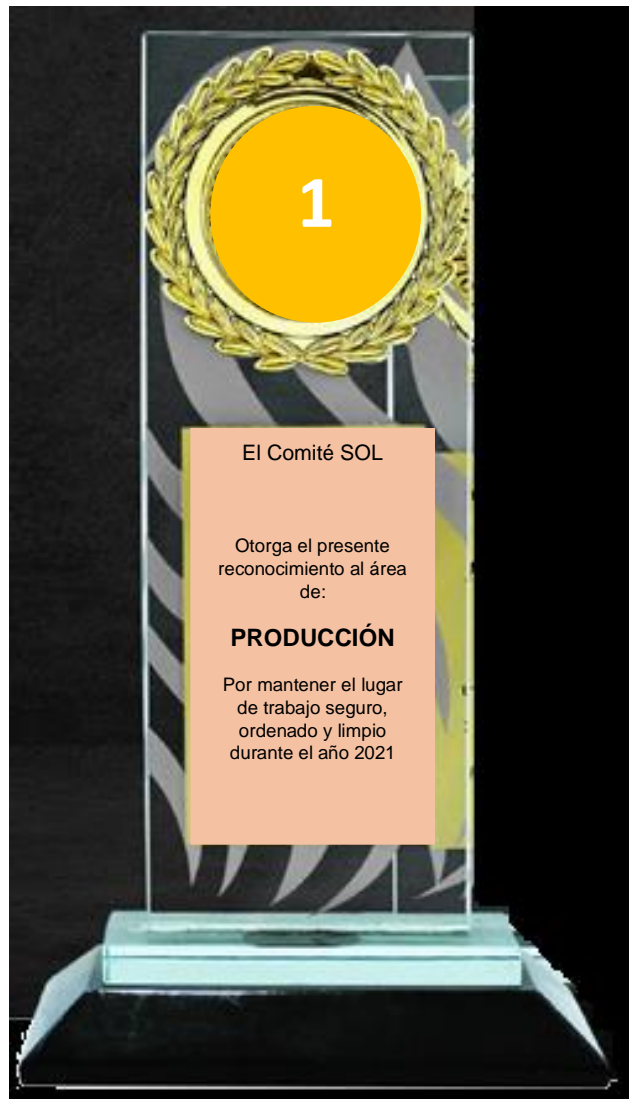 1
El Comité SOL
Otorga el presente
reconocimiento al área
de:
PRODUCCIÓN
Por mantener el lugar
de trabajo seguro,
ordenado y limpio
durante el año 2021